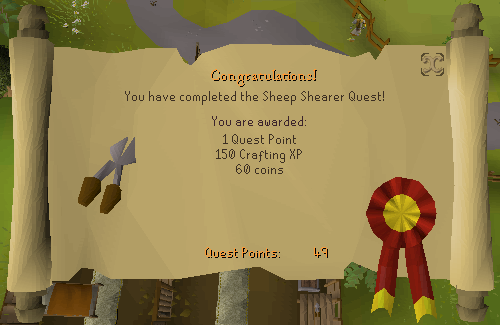 Congratulations!
You have completed the Sheep Shearer Quest!
You are awarded:
1 Quest Point
150 Crafting XP
60 coins
Quest Points: 49